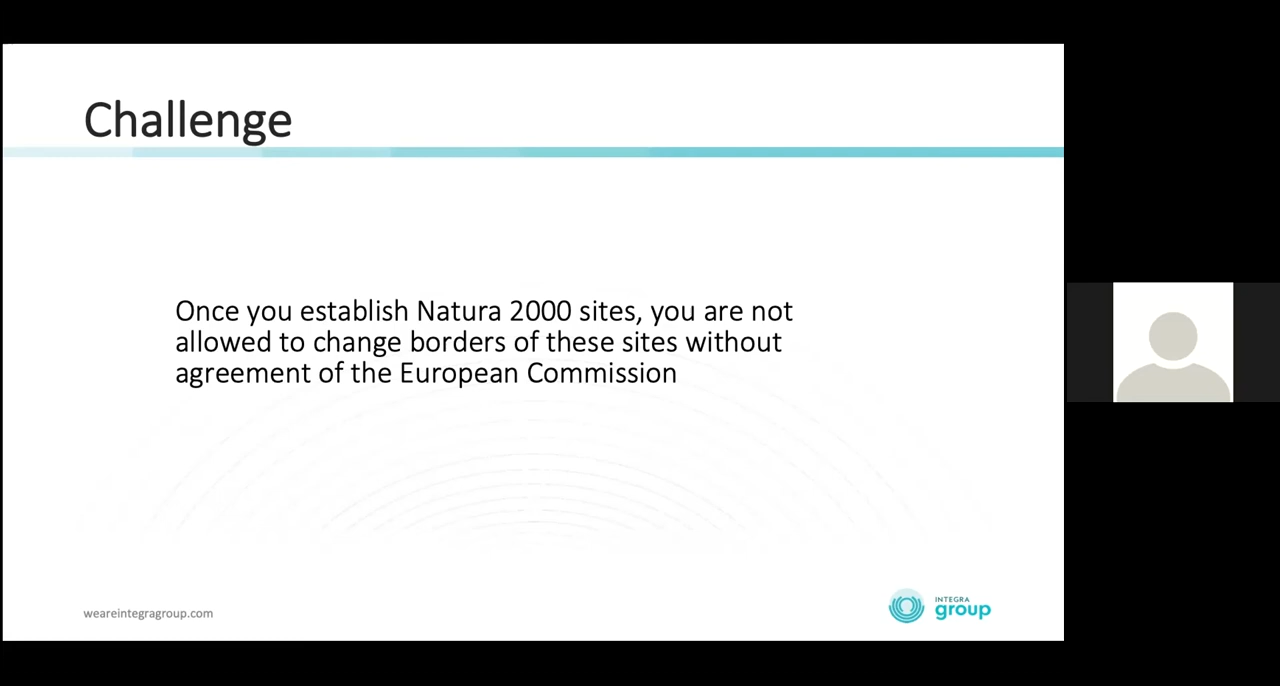 Challenge
Once you establish Natura 2000 sites, you are not
allowed to change borders of these sites without
agreement of the European Commission
weareintegragroup.com
INTEGRA
group